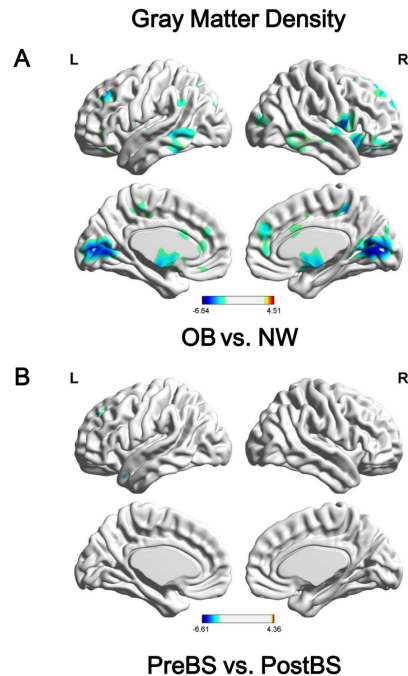 Gray Matter Density
A
L R
-6.64 4.51
OB vs. NW
B
L R
-6.61 4.36
PreBS vs. PostBS